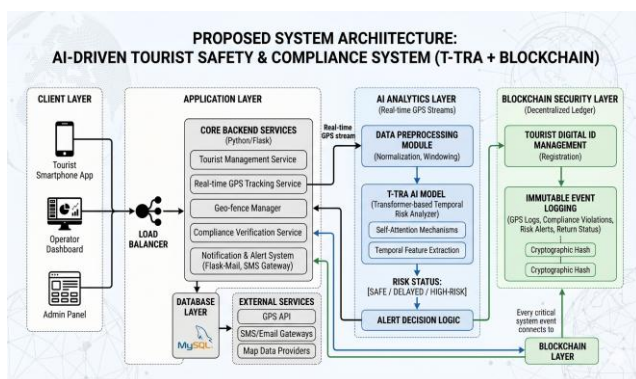 PROPOSED SYSTEM ARCHIITECTURE:
AI-DRIVEN TOURIST SAFETY & COMPLIANCE SYSTEM (T-TRA + BLOCKCHAIN)
CLIENT LAYER
Tourist
Smartphone App
Operator
Dashboard
Admin Panel
LOAD
BALANCER
APPLICATION LAYER
CORE BACKEND SERVICES
(Python/Flask)
Tourist Management Service
Real-time GPS Tracking Service
Geo-fence Manager
Compliance Verification Service
Notification & Alert System
(Flask-Mail, SMS Gateway)
DATABASE
LAYER
MySQL
EXTERNAL SERVICES
GPS API
SMS/Email Gateways
Map Data Providers
Real-time
GPS stream
AI ANALYTICS LAYER
(Real-time GPS Streams)
DATA PREPROCESSING
MODULE
(Normalization, Windowing)
T-TRA AI MODEL
(Transformer-based Temporal
Risk Analyzer)
Self-Attention Mechanisms
Temporal Feature Extraction
RISK STATUS:
[SAFE / DELAYED / HIGH-RISK]
ALERT DECISION LOGIC
BLOCKCHAIN SECURITY LAYER
(Decentralized Ledger)
TOURIST DIGITAL ID
MANAGEMENT
(Registration)
IMMUTABLE EVENT
LOGGING
(GPS Logs, Compliance Violations,
Risk Alerts, Return Status)
Cryptographic Hash
Cryptographic Hash
Every critical
system event
connects to
BLOCKCHAIN
LAYER